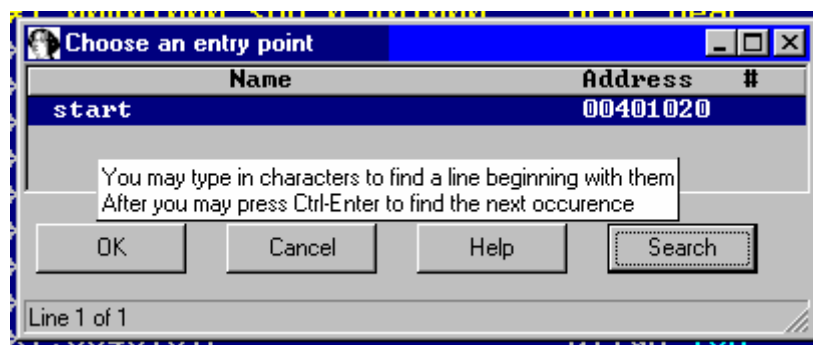 Choose an entry point
Name Address #
start 00401020
You may type in characters to find a line beginning with them
After you may press Ctrl-Enter to find the next occurence
OK Cancel Help Search
Line 1 of 1